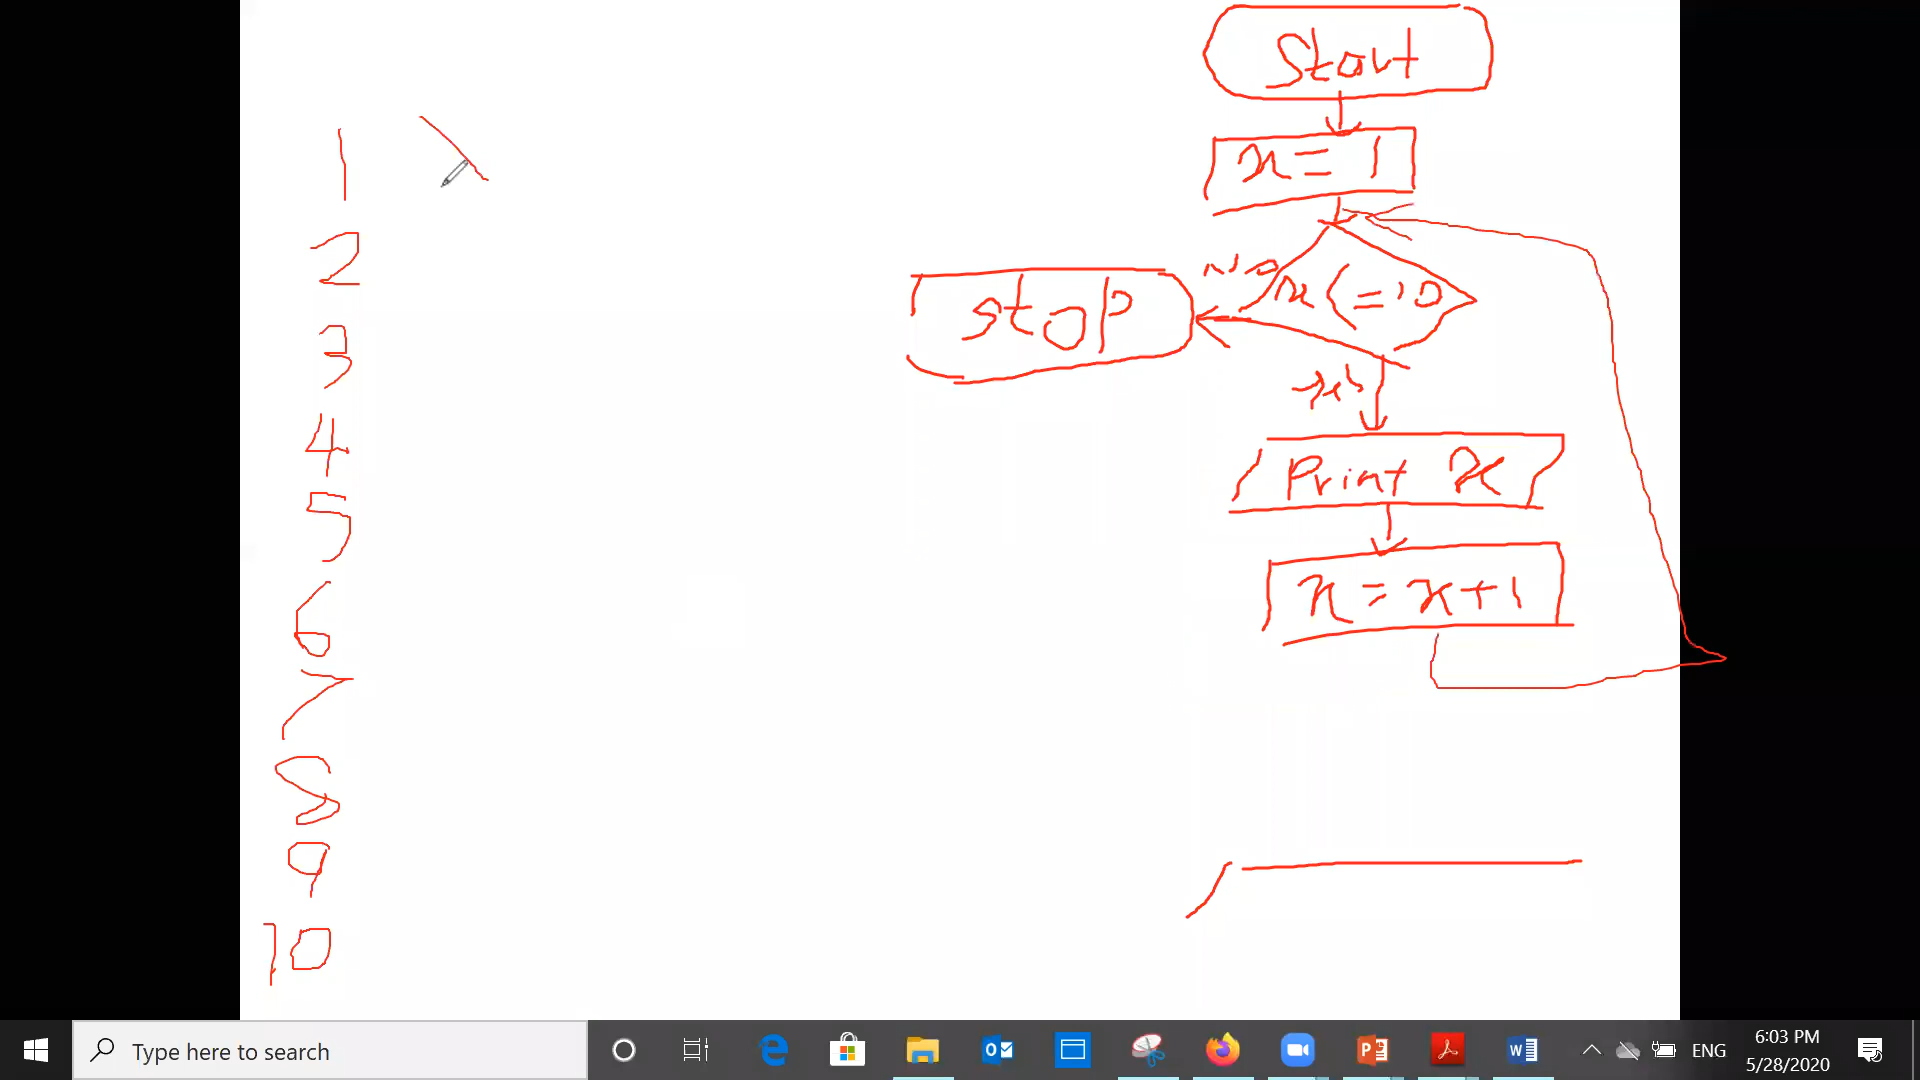 1
2
3
4
5
6
7
8
9
10
Start
x = 1
No
x <= 10
stop
Print x
x = x+1
Type here to search
ENG
6:03 PM
5/28/2020